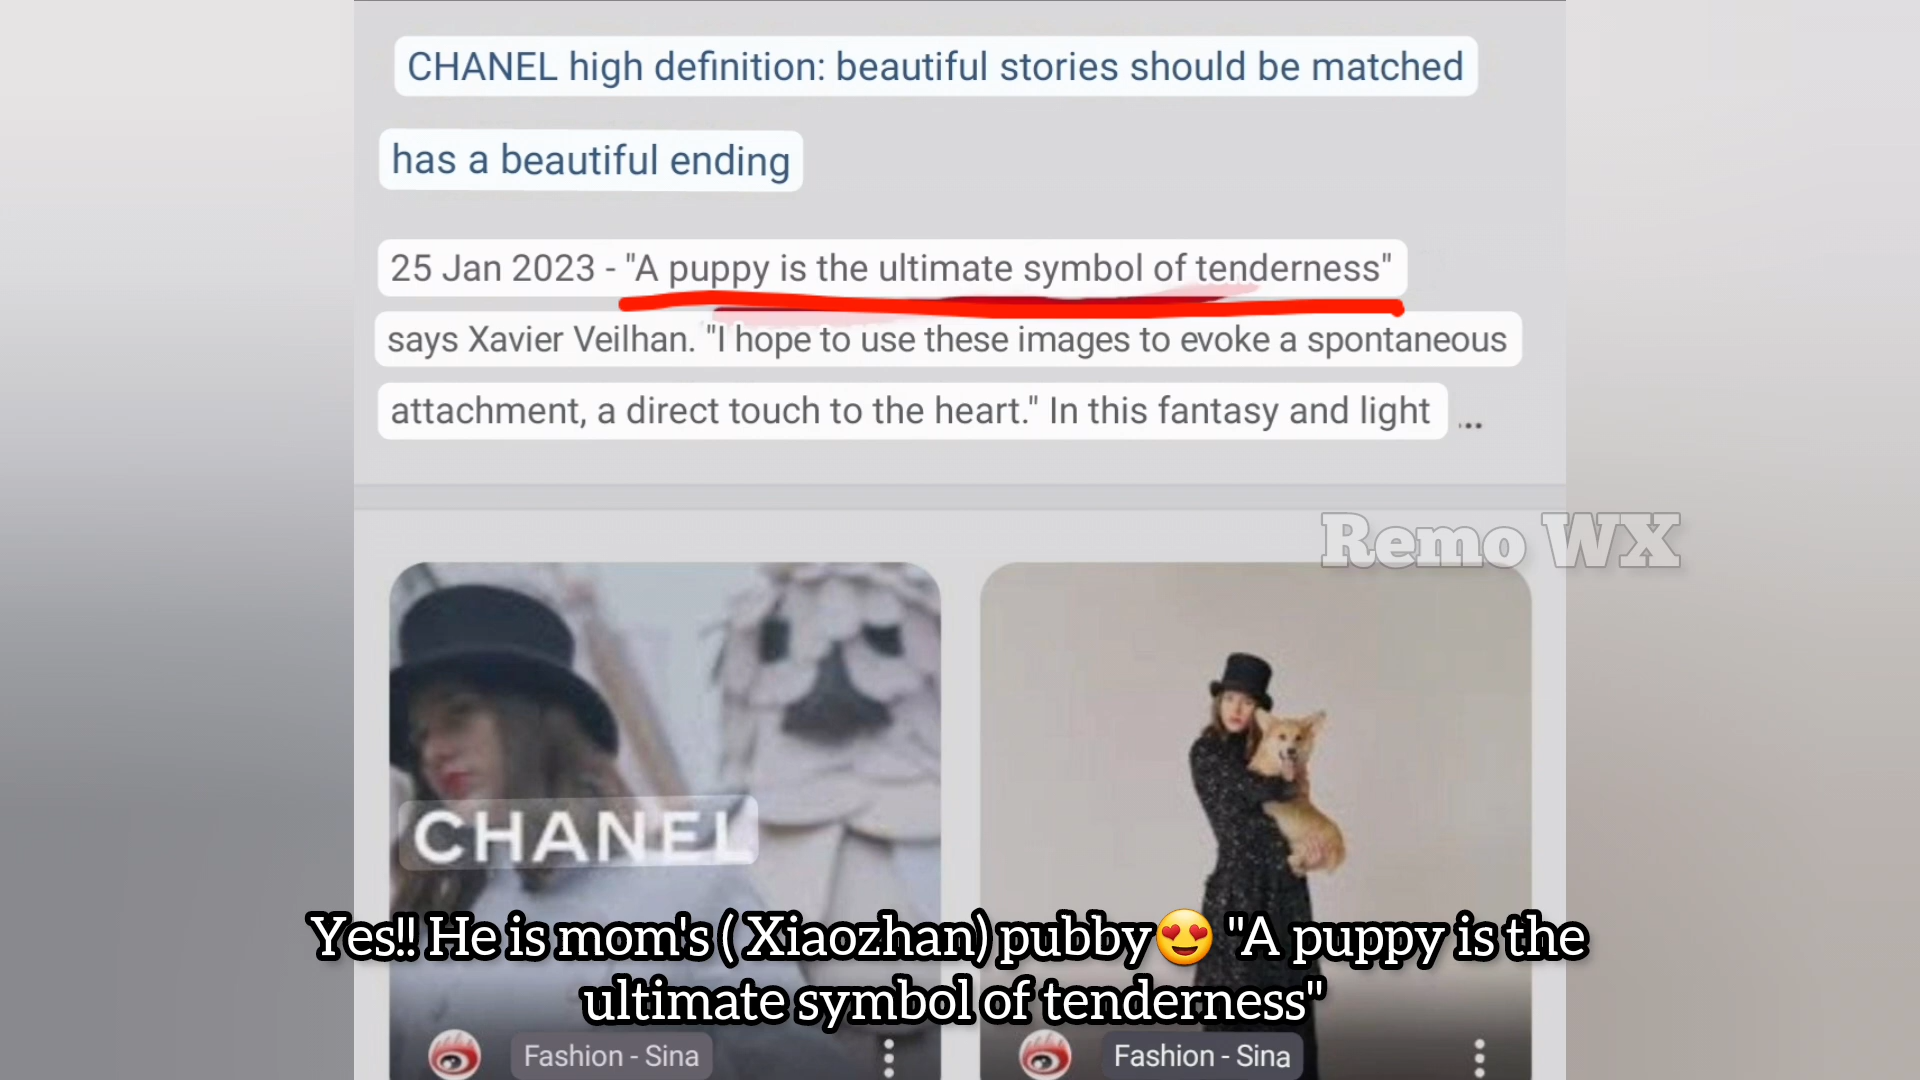 CHANEL high definition: beautiful stories should be matched
has a beautiful ending
25 Jan 2023 - "A puppy is the ultimate symbol of tenderness"
says Xavier Veilhan. "I hope to use these images to evoke a spontaneous
attachment, a direct touch to the heart." In this fantasy and light ...
Remo WX
CHANEL
Yes!! He is mom's ( Xiaozhan) pubby😍 "A puppy is the
ultimate symbol of tenderness"
Fashion - Sina
Fashion - Sina